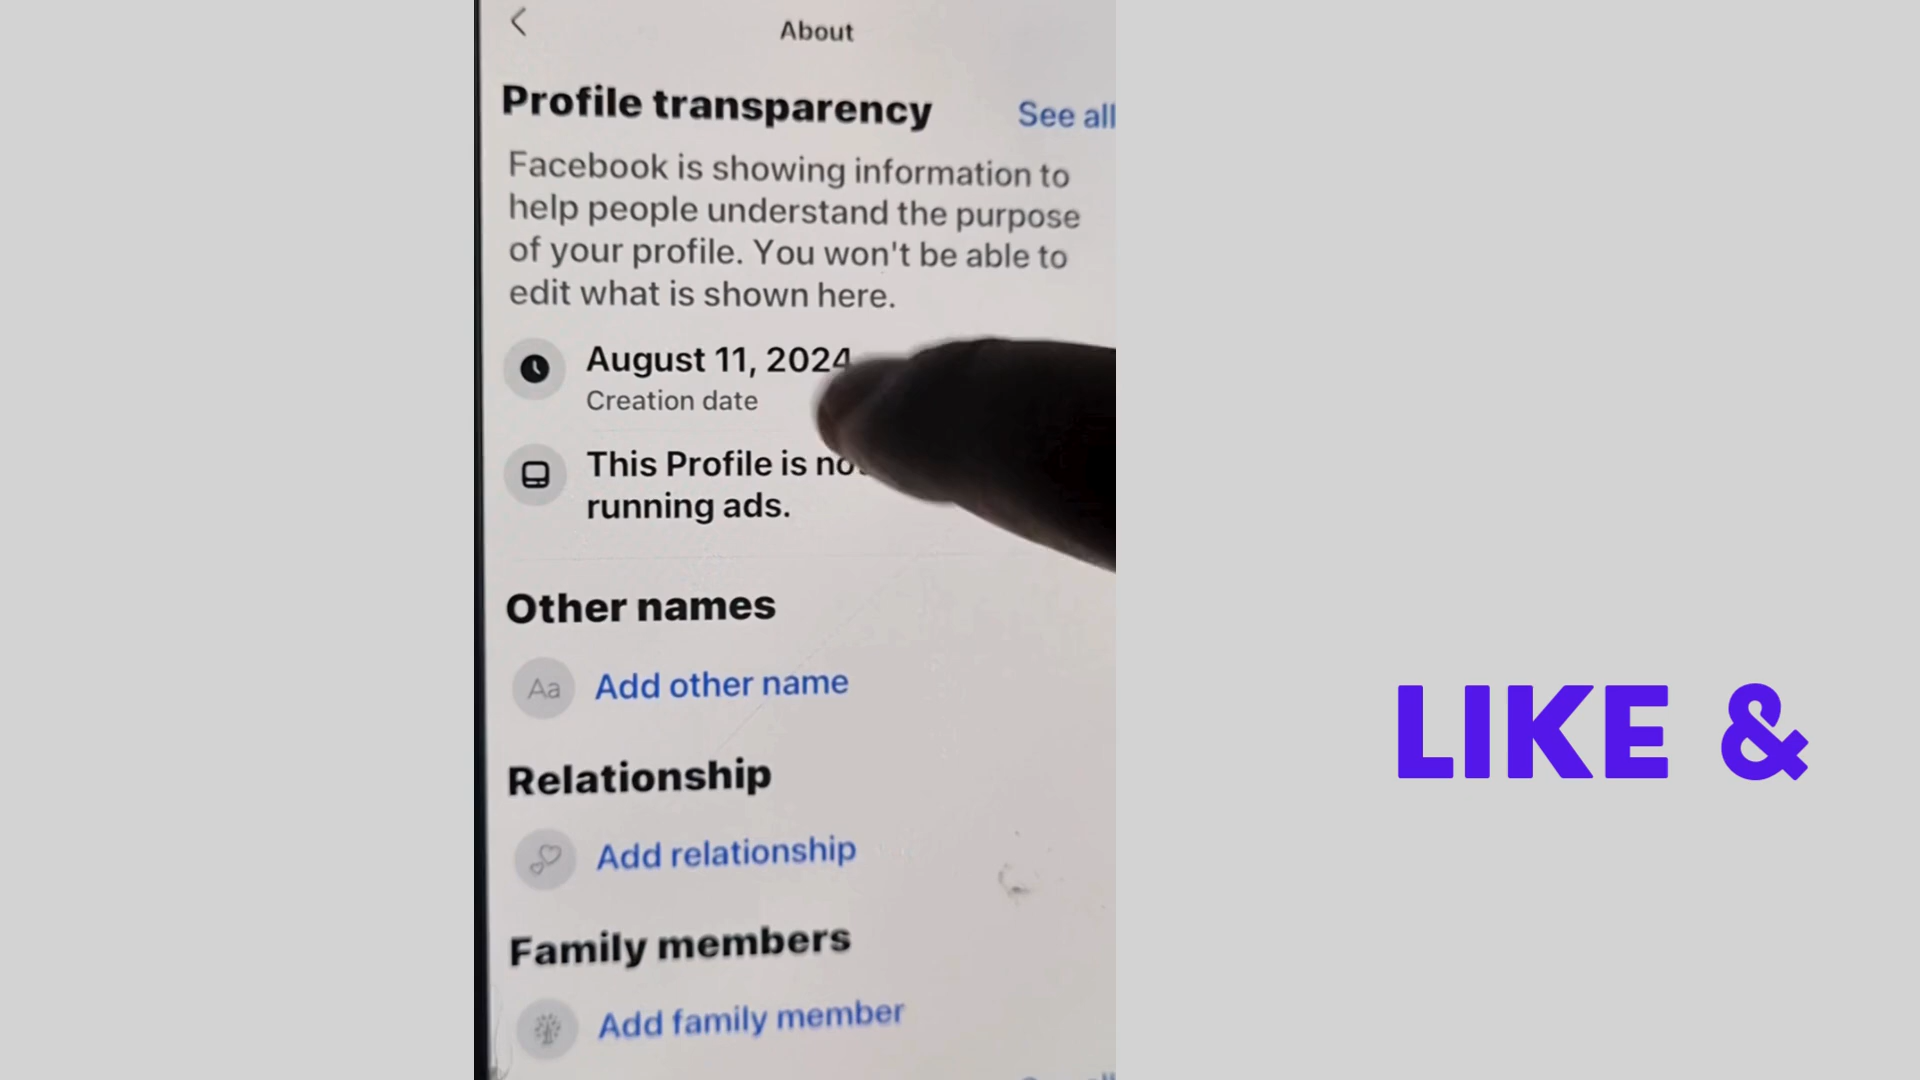 About
Profile transparency
See all
Facebook is showing information to
help people understand the purpose
of your profile. You won't be able to
edit what is shown here.
August 11, 2024
Creation date
This Profile is not
running ads.
Other names
Aa Add other name
Relationship
Add relationship
Family members
Add family member
LIKE &